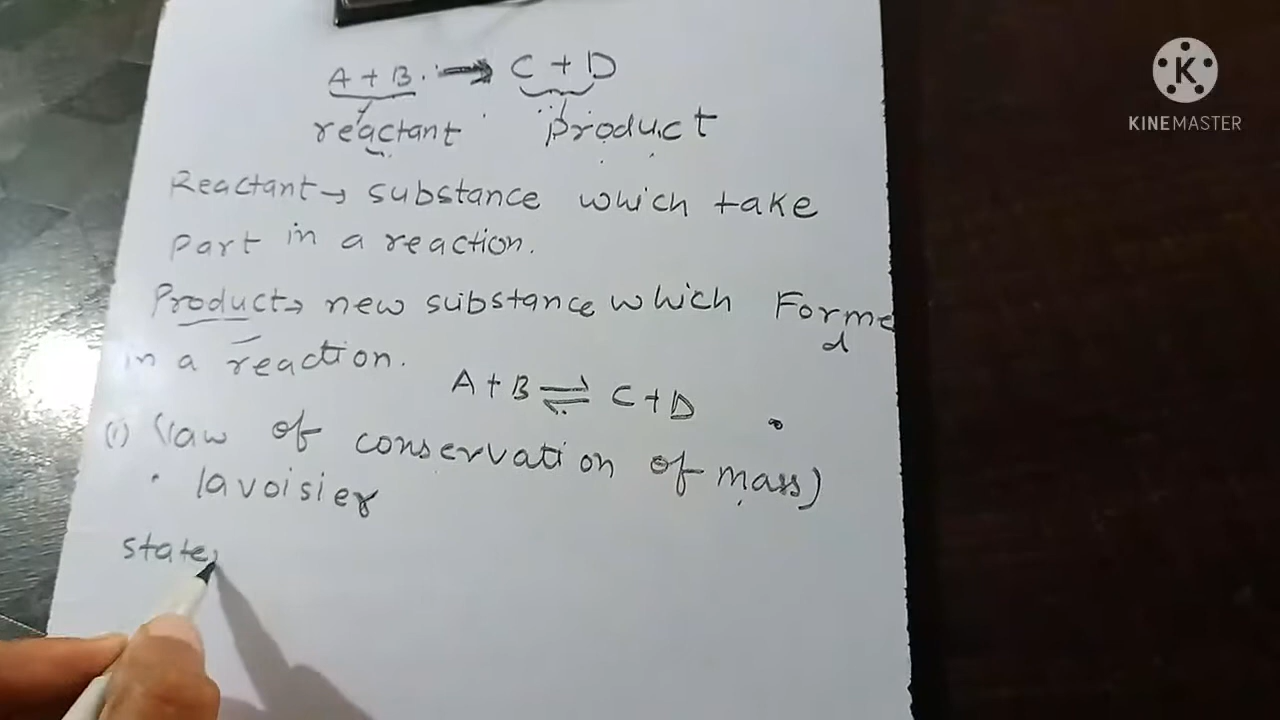 A + B. → C + D
reactant product
Reactant → substance which take
part in a reaction.
Product → new substance which Forme
d
in a reaction.
A + B ⇌ C + D
(i) (law of conservation of mass)
• lavoisier
state
K
KINEMASTER